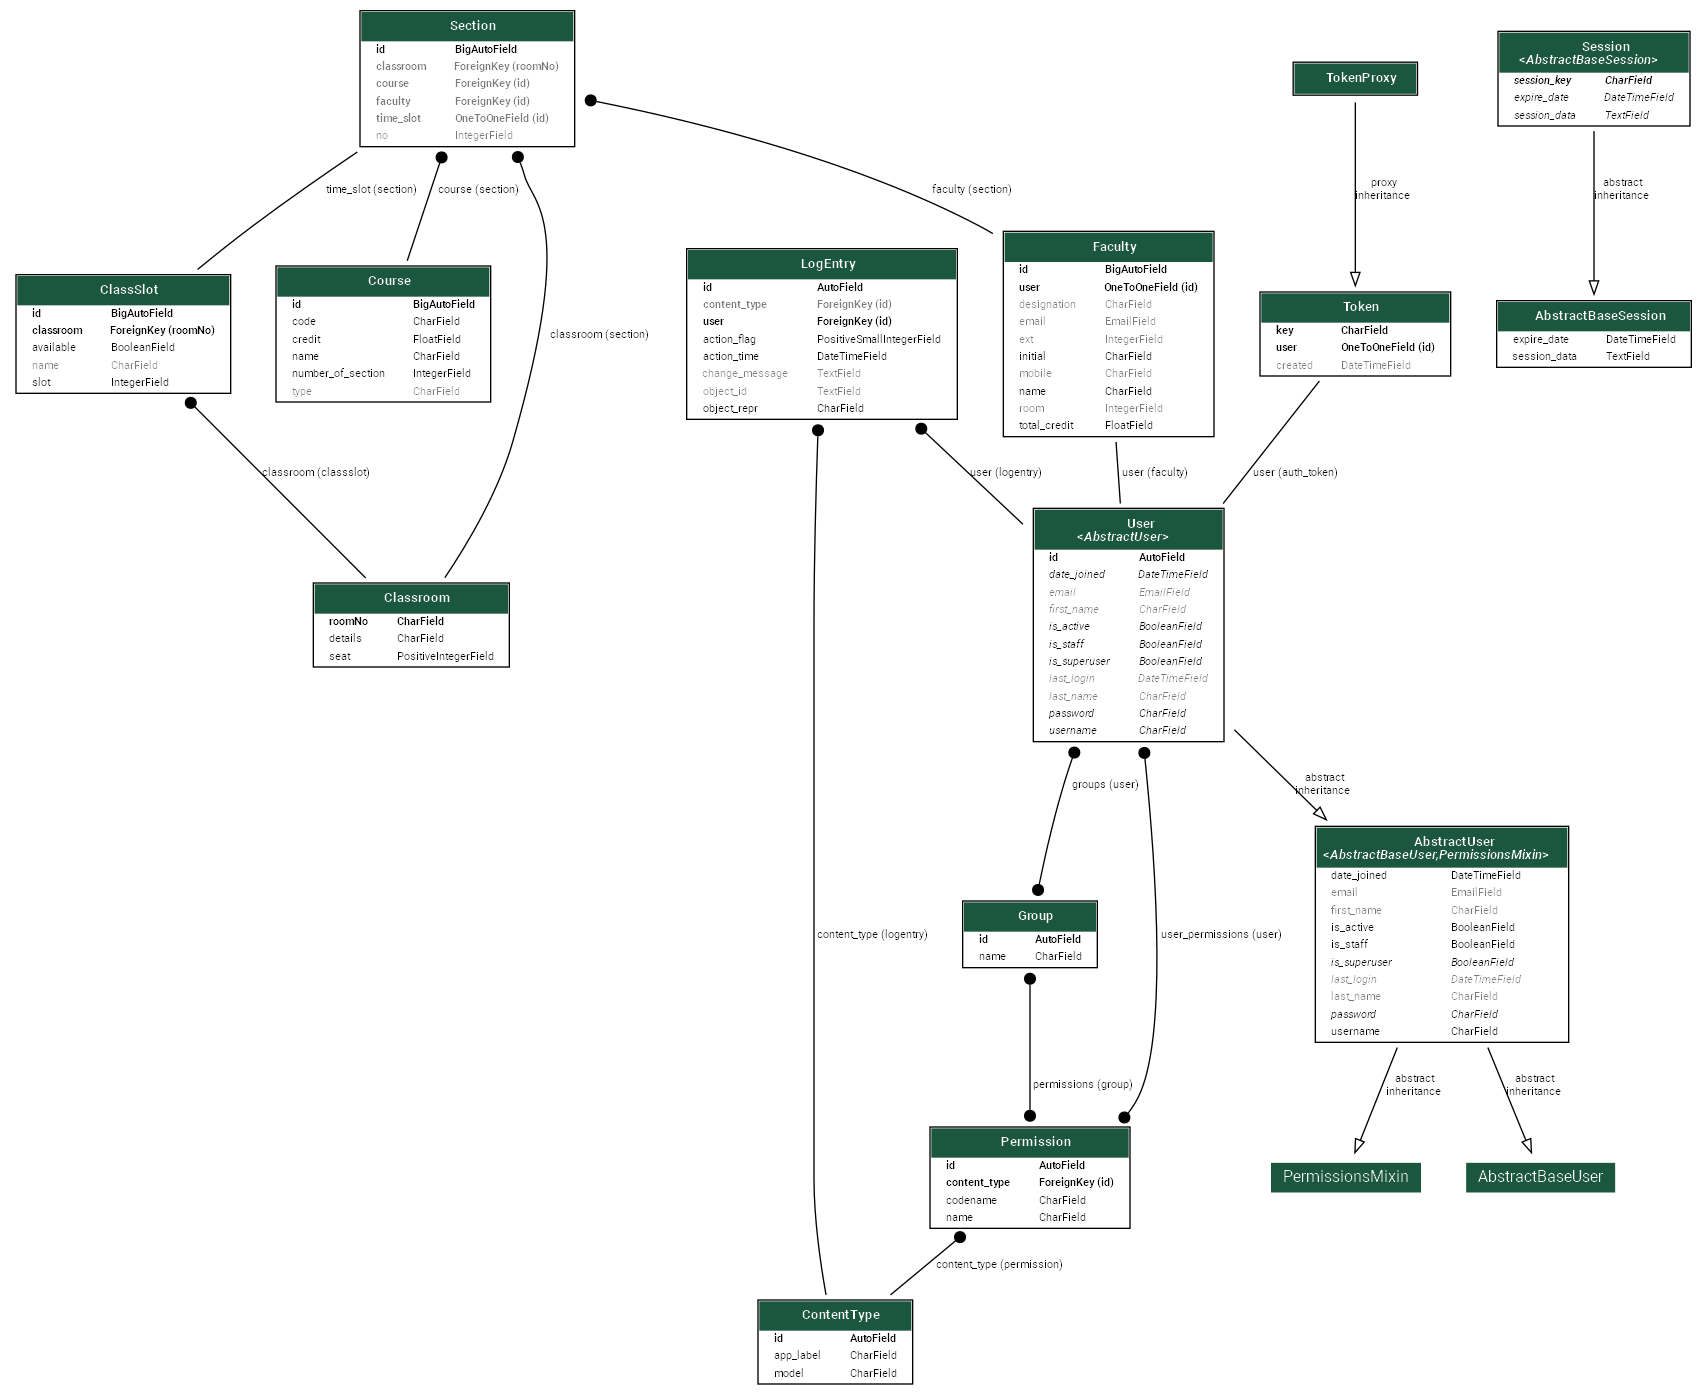 Section
id BigAutoField
classroom ForeignKey (roomNo)
course ForeignKey (id)
faculty ForeignKey (id)
time_slot OneToOneField (id)
no IntegerField
TokenProxy
Session
<AbstractBaseSession>
session_key CharField
expire_date DateTimeField
session_data TextField
time_slot (section)
course (section)
faculty (section)
proxy
inheritance
abstract
inheritance
ClassSlot
id BigAutoField
classroom ForeignKey (roomNo)
available BooleanField
name CharField
slot IntegerField
Course
id BigAutoField
code CharField
credit FloatField
name CharField
number_of_section IntegerField
type CharField
classroom (section)
LogEntry
id AutoField
content_type ForeignKey (id)
user ForeignKey (id)
action_flag PositiveSmallIntegerField
action_time DateTimeField
change_message TextField
object_id TextField
object_repr CharField
Faculty
id BigAutoField
user OneToOneField (id)
designation CharField
email EmailField
ext IntegerField
initial CharField
mobile CharField
name CharField
room IntegerField
total_credit FloatField
Token
key CharField
user OneToOneField (id)
created DateTimeField
AbstractBaseSession
expire_date DateTimeField
session_data TextField
classroom (classslot)
user (logentry)
user (faculty)
user (auth_token)
Classroom
roomNo CharField
details CharField
seat PositiveIntegerField
User
<AbstractUser>
id AutoField
date_joined DateTimeField
email EmailField
first_name CharField
is_active BooleanField
is_staff BooleanField
is_superuser BooleanField
last_login DateTimeField
last_name CharField
password CharField
username CharField
groups (user)
abstract
inheritance
AbstractUser
<AbstractBaseUser,PermissionsMixin>
date_joined DateTimeField
email EmailField
first_name CharField
is_active BooleanField
is_staff BooleanField
is_superuser BooleanField
last_login DateTimeField
last_name CharField
password CharField
username CharField
content_type (logentry)
Group
id AutoField
name CharField
user_permissions (user)
permissions (group)
abstract
inheritance
abstract
inheritance
Permission
id AutoField
content_type ForeignKey (id)
codename CharField
name CharField
PermissionsMixin
AbstractBaseUser
content_type (permission)
ContentType
id AutoField
app_label CharField
model CharField